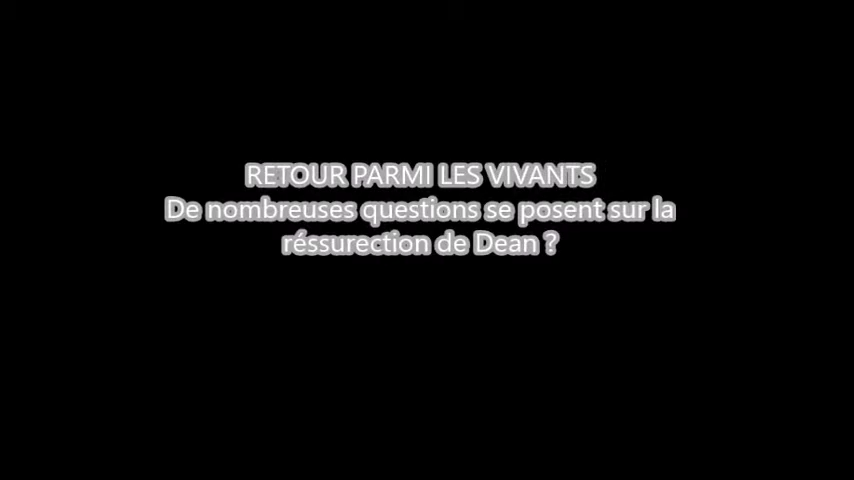 RETOUR PARMI LES VIVANTS
De nombreuses questions se posent sur la
réssurection de Dean ?